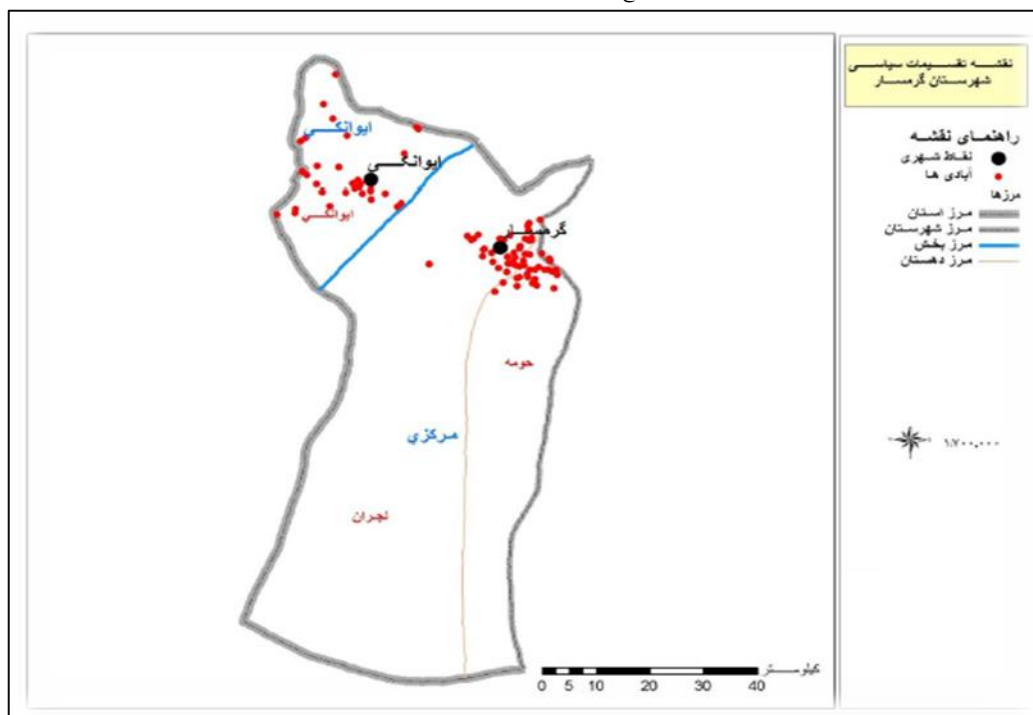 نقشه تقسیمات سیاسی
شهرستان گرمسار
راهنمای نقشه
نقاط شهری
آبادی ها
مرزها
مرز استان
مرز شهرستان
مرز بخش
مرز دهستان
۱:۷۰۰,۰۰۰
ایوانکی
ایوانکی
ایوانکی
گرمسار
حومه
مرکزي
لجران
کیلومتر
0 5 10 20 30 40